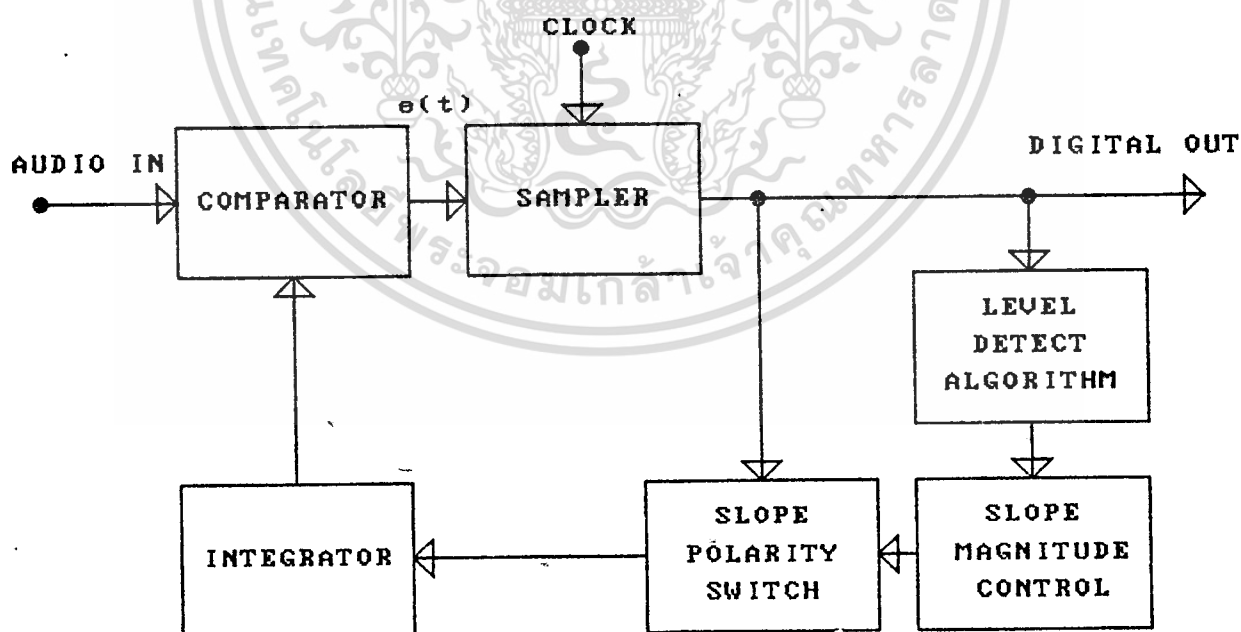 CLOCK
e(t)
AUDIO IN
COMPARATOR
SAMPLER
DIGITAL OUT
LEVEL
DETECT
ALGORITHM
INTEGRATOR
SLOPE
POLARITY
SWITCH
SLOPE
MAGNITUDE
CONTROL